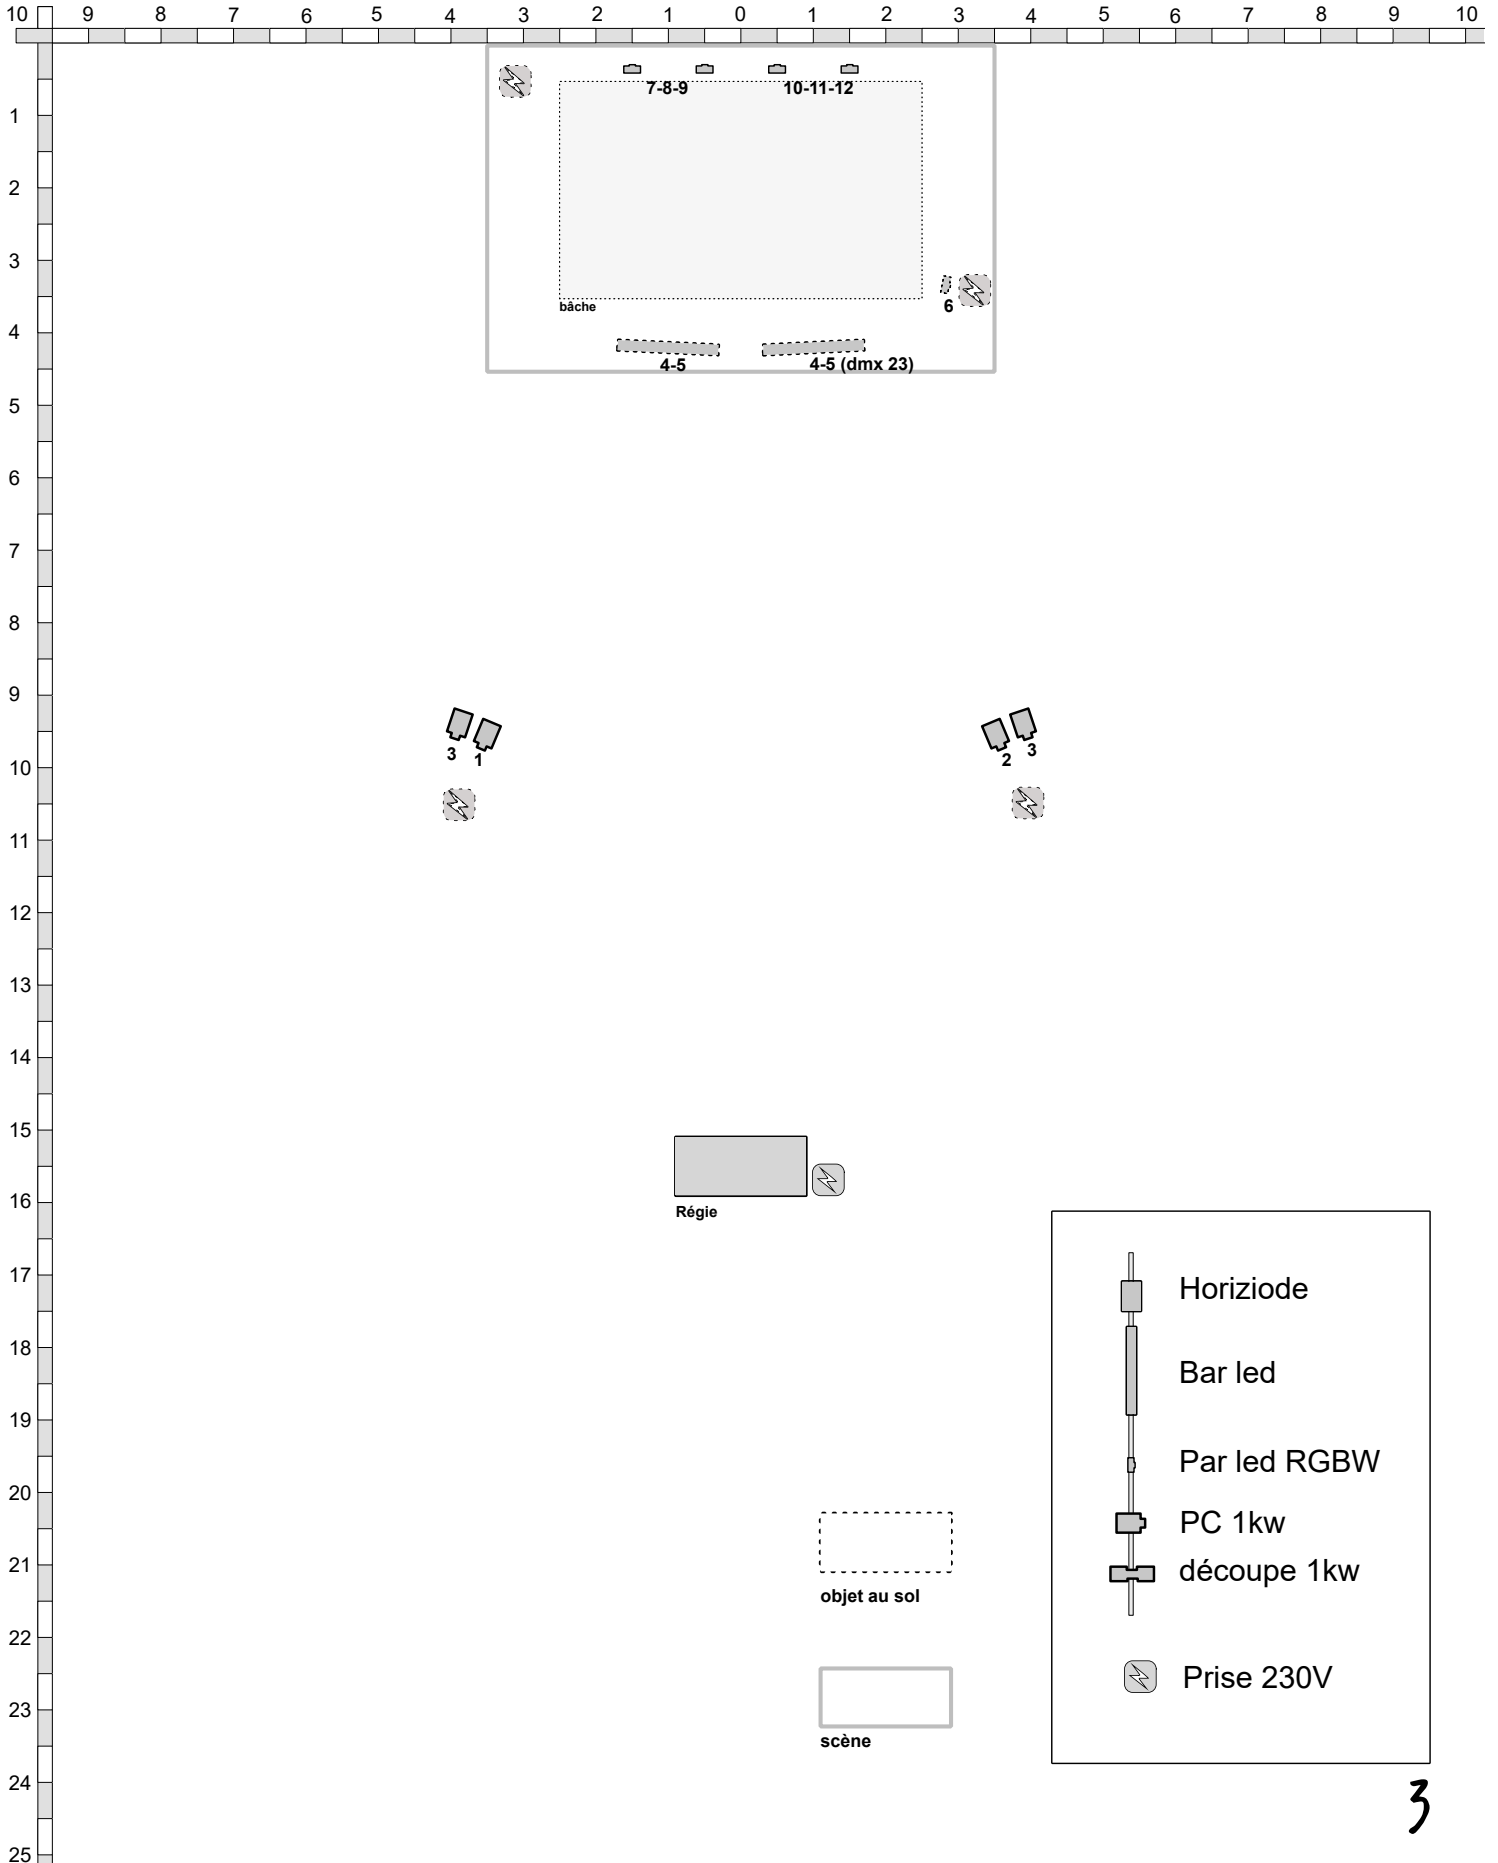 10 9 8 7 6 5 4 3 2 1 0 1 2 3 4 5 6 7 8 9 10
7-8-9 10-11-12
1
2
3
bâche 6
4
4-5 4-5 (dmx 23)
5
6
7
8
9
3 1 2 3
10
11
12
13
14
15
16
Régie
17
Horiziode
18
Bar led
19
Par led RGBW
20
PC 1kw
21
découpe 1kw
objet au sol
22
Prise 230V
23
scène
24
3
25